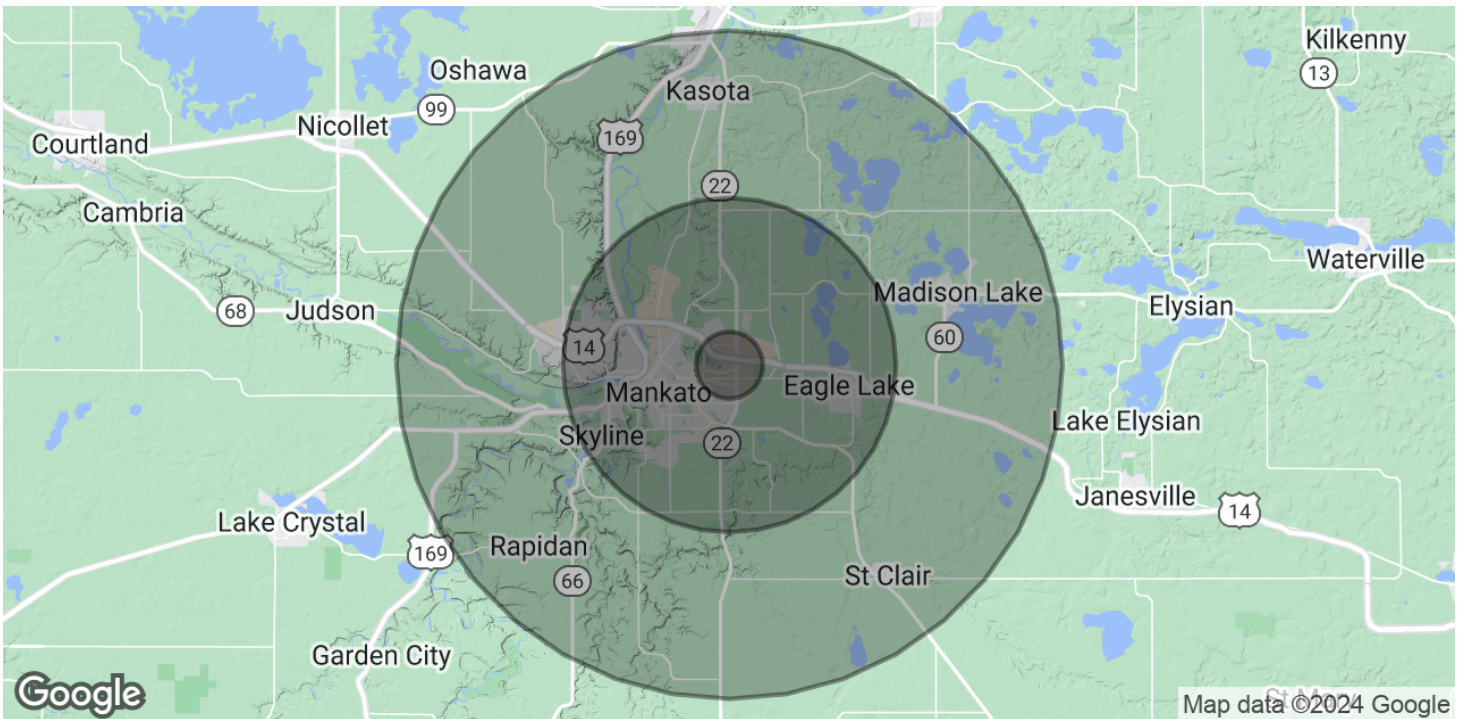 Kilkenny
13
Oshawa
Kasota
99
Nicollet
169
Courtland
22
Cambria
Waterville
Madison Lake
Elysian
68
Judson
60
14
Eagle Lake
Mankato
Lake Elysian
Skyline
22
Janesville
14
Lake Crystal
Rapidan
169
66
St Clair
Garden City
Google
St Mary
Map data ©2024 Google